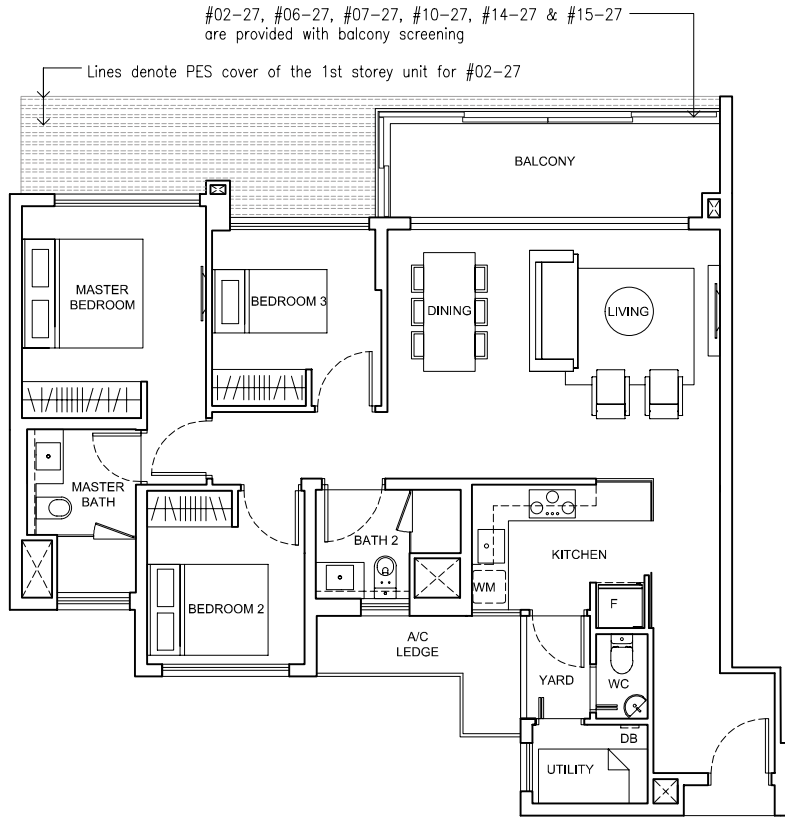 #02-27, #06-27, #07-27, #10-27, #14-27 & #15-27
are provided with balcony screening
Lines denote PES cover of the 1st storey unit for #02-27
BALCONY
MASTER
BEDROOM
BEDROOM 3
DINING
LIVING
MASTER
BATH
BATH 2
KITCHEN
WM
F
BEDROOM 2
A/C
LEDGE
YARD
WC
DB
UTILITY